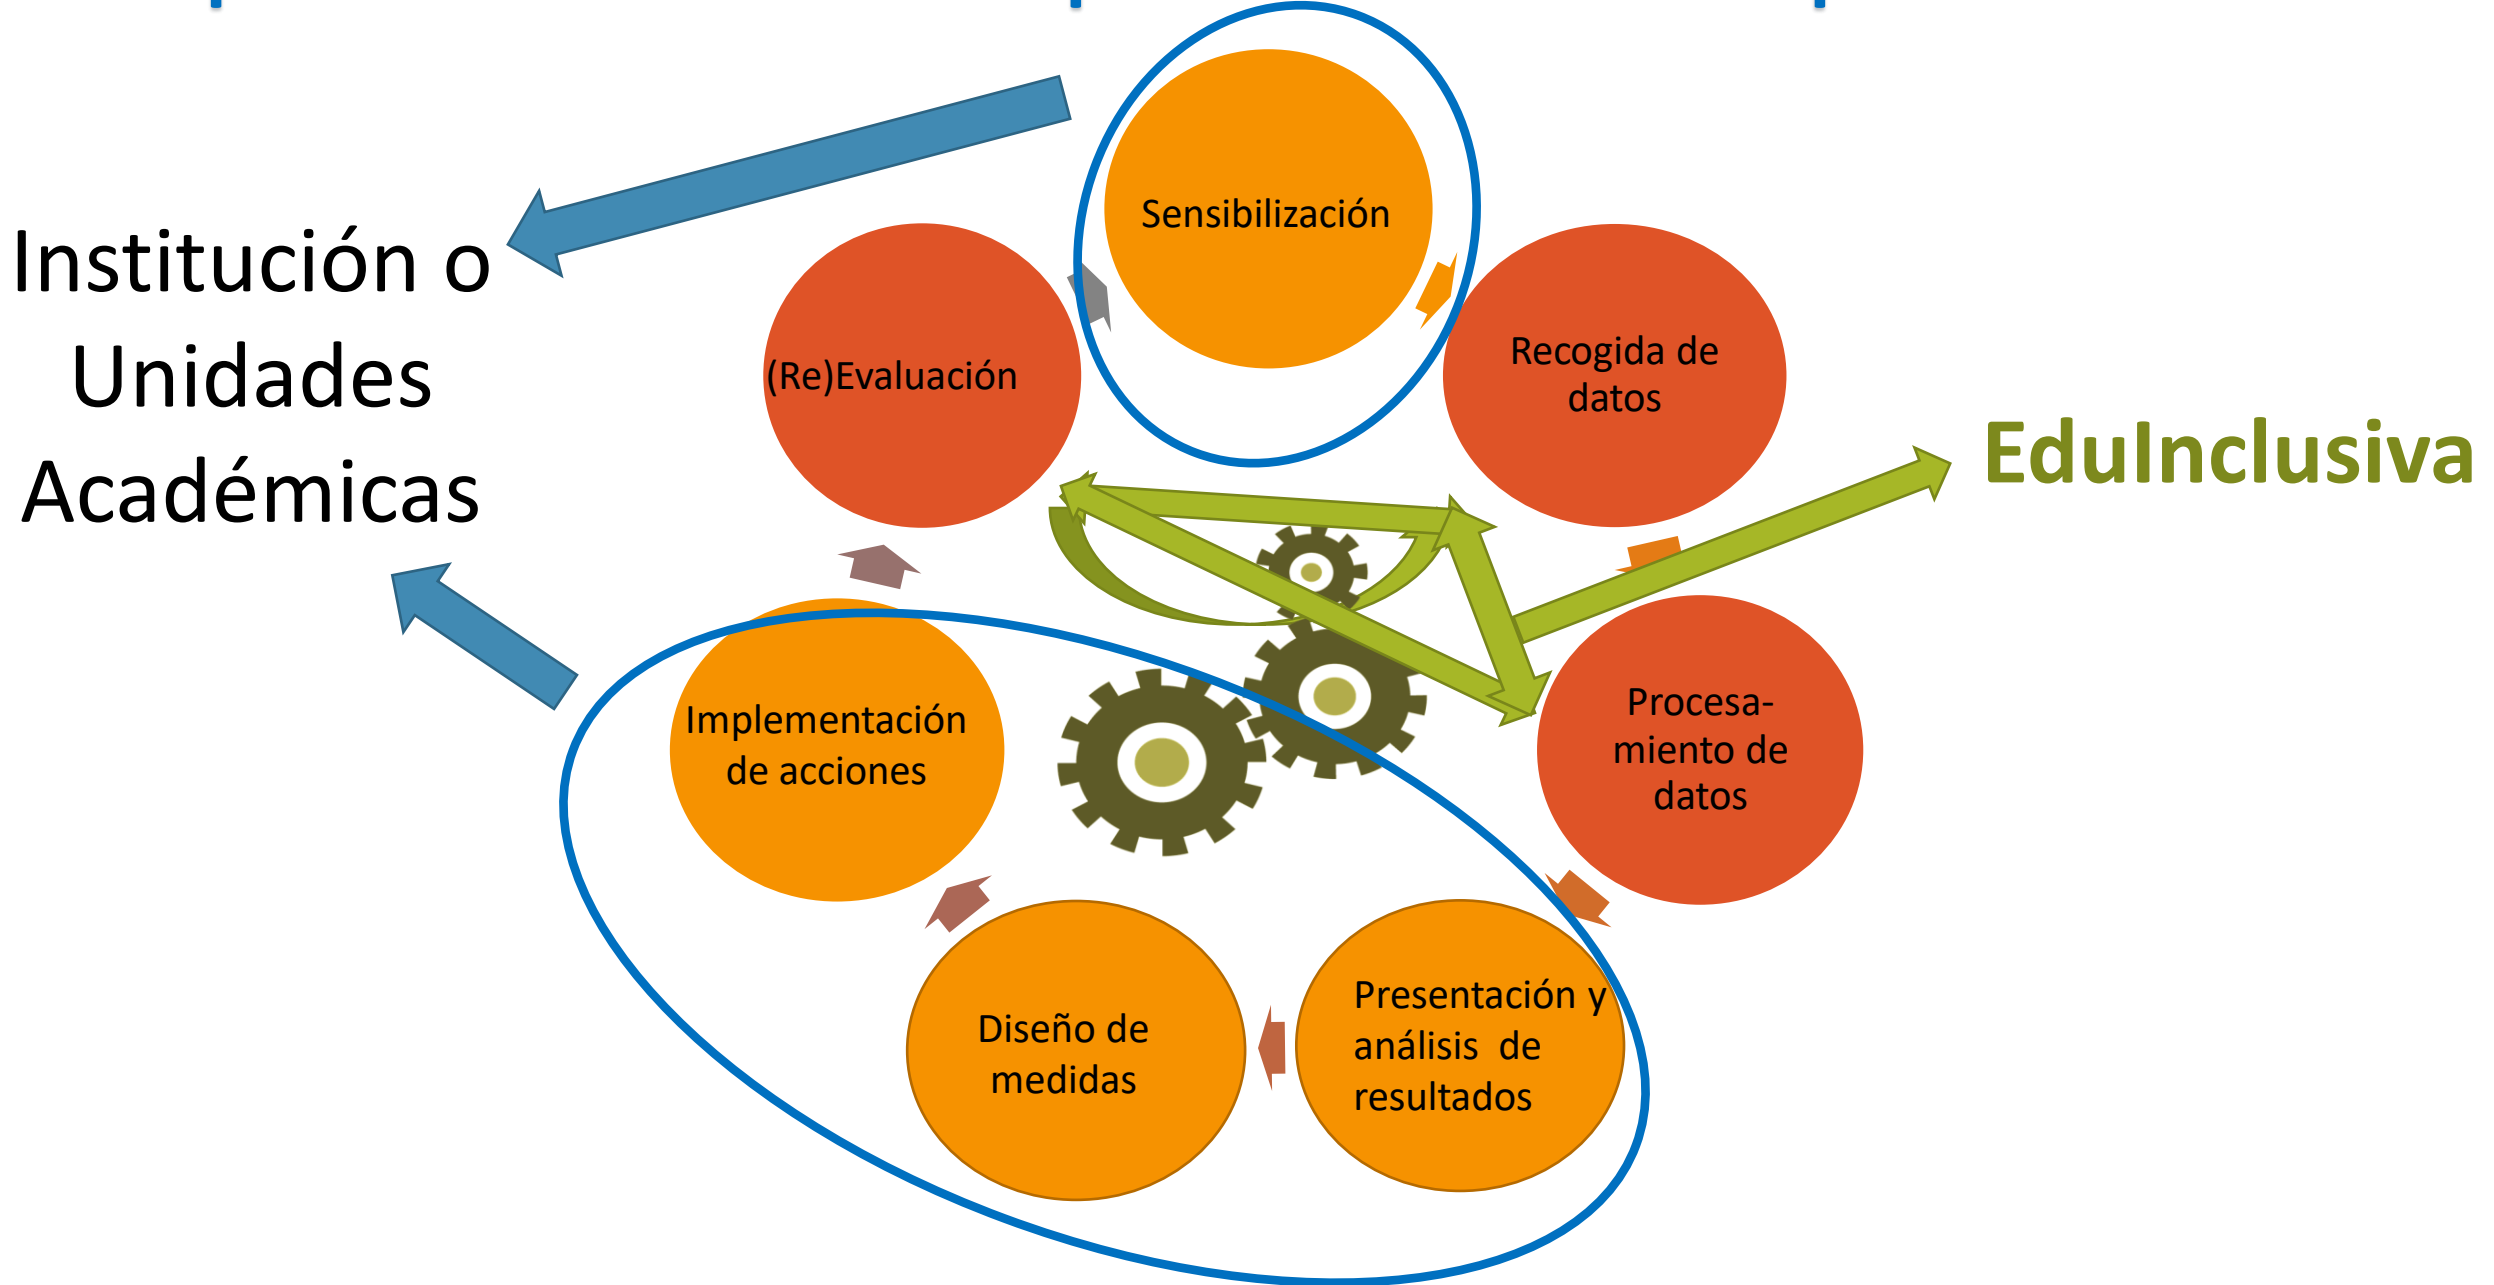 Sensibilización
Institución o
Unidades
Académicas
(Re)Evaluación
Recogida de
datos
EduInclusiva
Implementación
de acciones
Procesa-
miento de
datos
Diseño de
medidas
Presentación y
análisis de
resultados